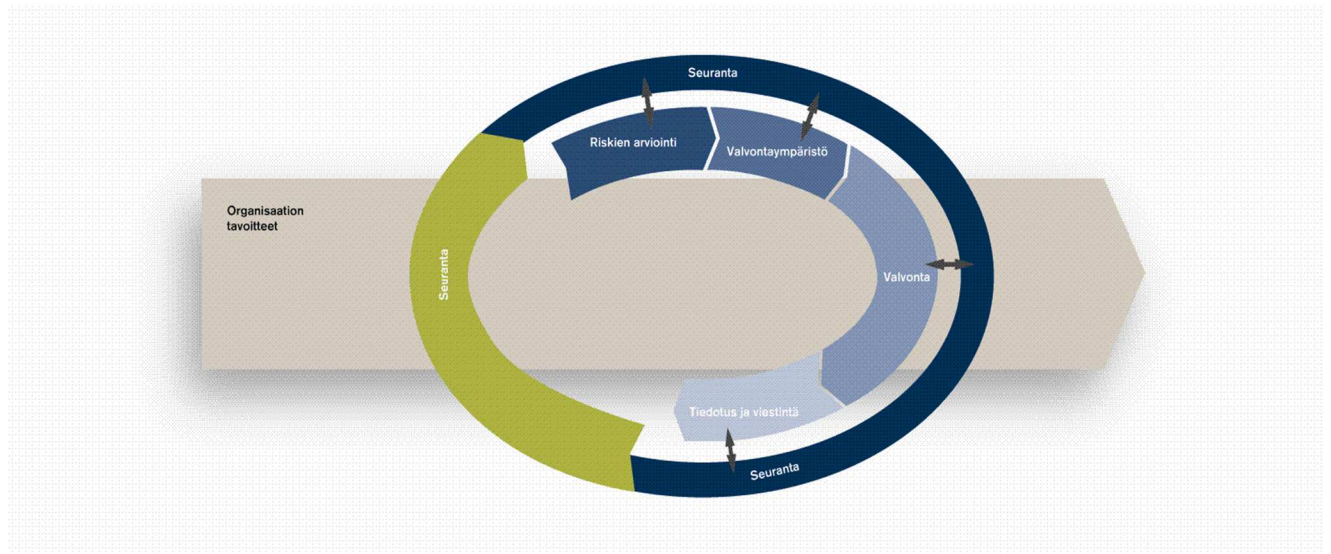 Seuranta
Riskien arviointi
Valvontaympäristö
Organisaation
tavoitteet
Seuranta
Valvonta
Tiedotus ja viestintä
Seuranta